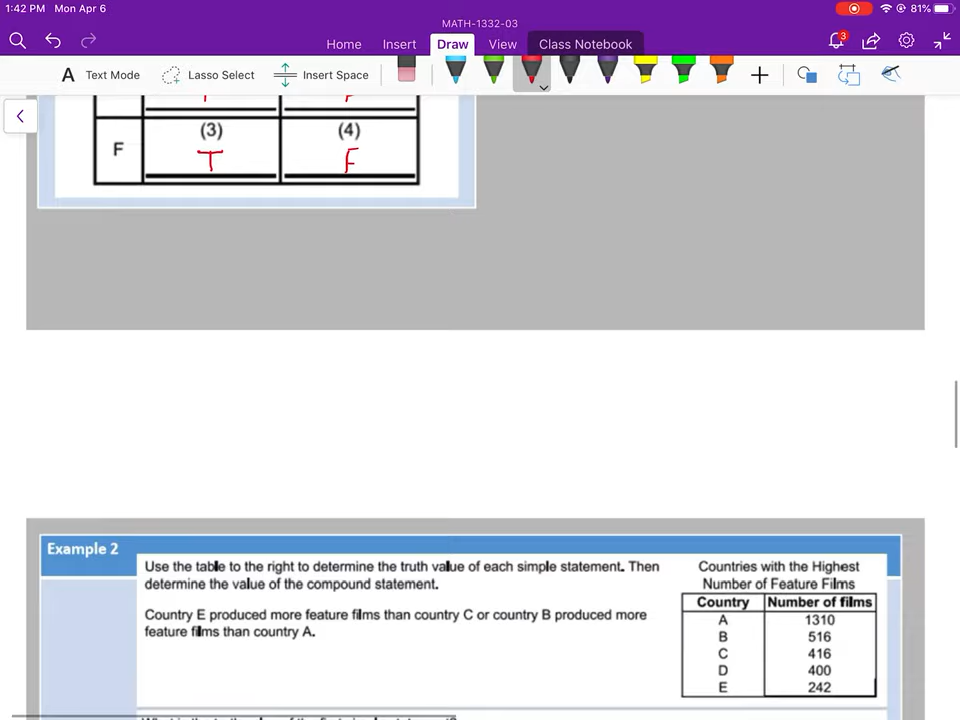 1:42 PM Mon Apr 6
81%
MATH-1332-03
Home Insert Draw View Class Notebook
3
A Text Mode Lasso Select Insert Space
(3) (4)
F T F
Example 2
Use the table to the right to determine the truth value of each simple statement. Then
determine the value of the compound statement.
Country E produced more feature films than country C or country B produced more
feature films than country A.
Countries with the Highest
Number of Feature Films
Country Number of films
A 1310
B 516
C 416
D 400
E 242